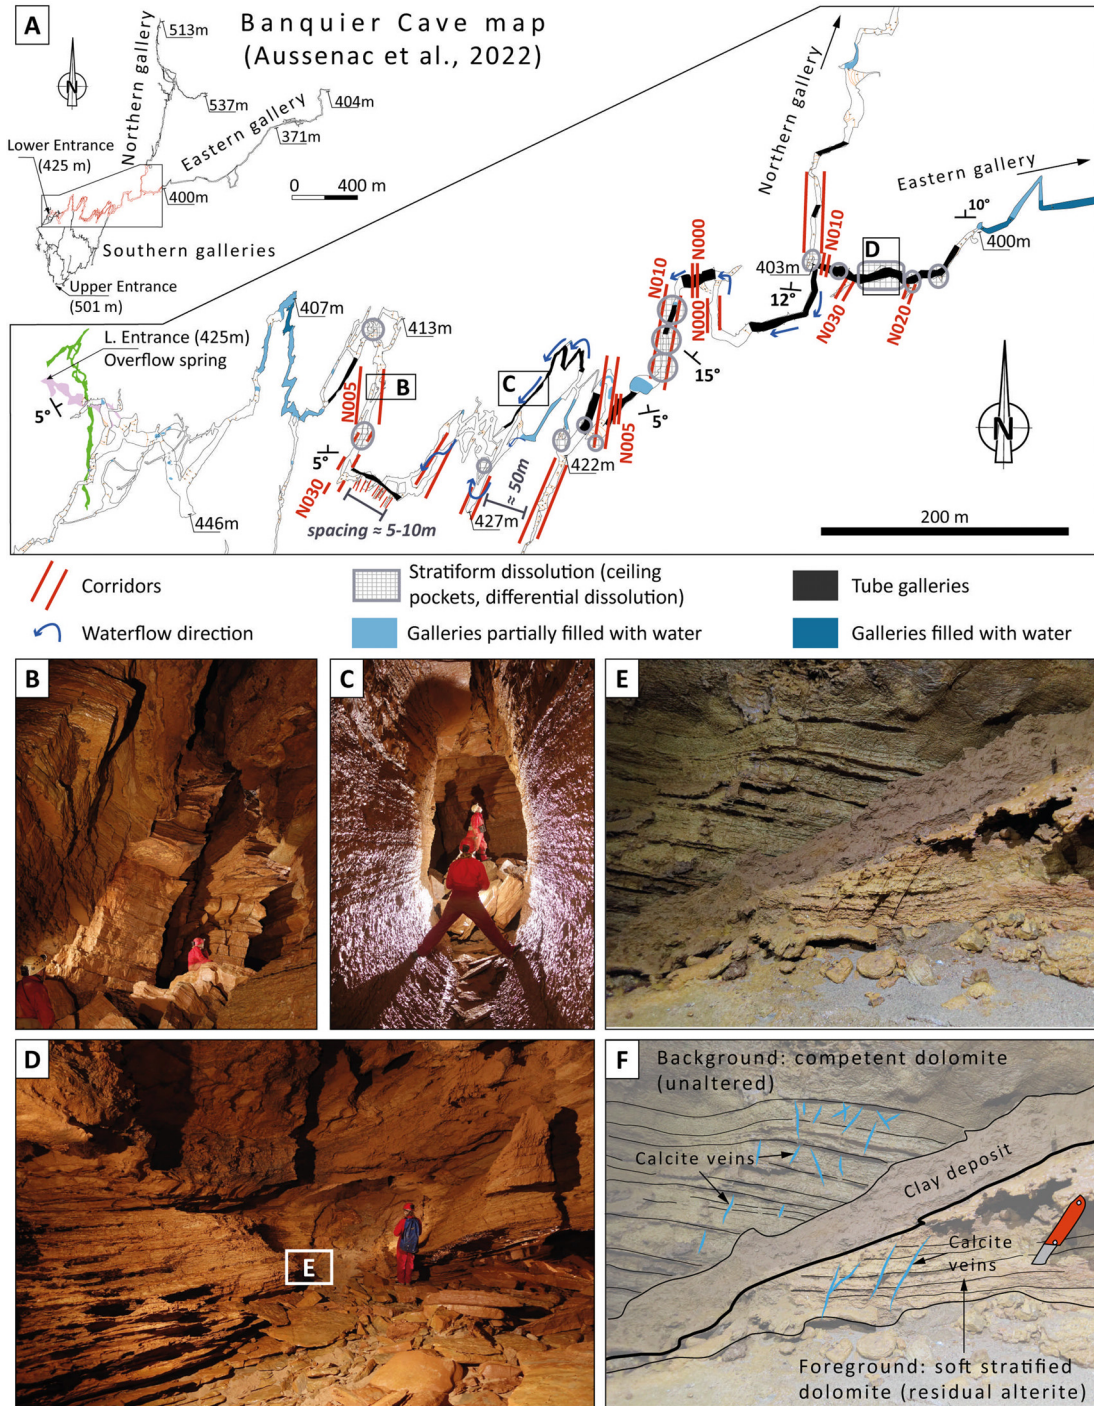 A
Banquier Cave map
(Aussenac et al., 2022)
N
513m
Northern gallery
537m
404m
Eastern gallery
371m
Lower Entrance
(425 m)
400m
0 400 m
Southern galleries
Upper Entrance
(501 m)
Northern gallery
Eastern gallery
10°
400m
N010
D
403m
12°
N030
N020
N000
N010
N000
15°
5°
N005
407m
413m
L. Entrance (425m)
Overflow spring
5°
B
N005
C
5°
N030
446m
spacing ≈ 5-10m
≈ 50m
427m
422m
N
200 m
Corridors
Stratiform dissolution (ceiling
pockets, differential dissolution)
Tube galleries
Waterflow direction
Galleries partially filled with water
Galleries filled with water
B
C
E
D
E
F
Background: competent dolomite
(unaltered)
Calcite veins
Clay deposit
Calcite
veins
Foreground: soft stratified
dolomite (residual alterite)